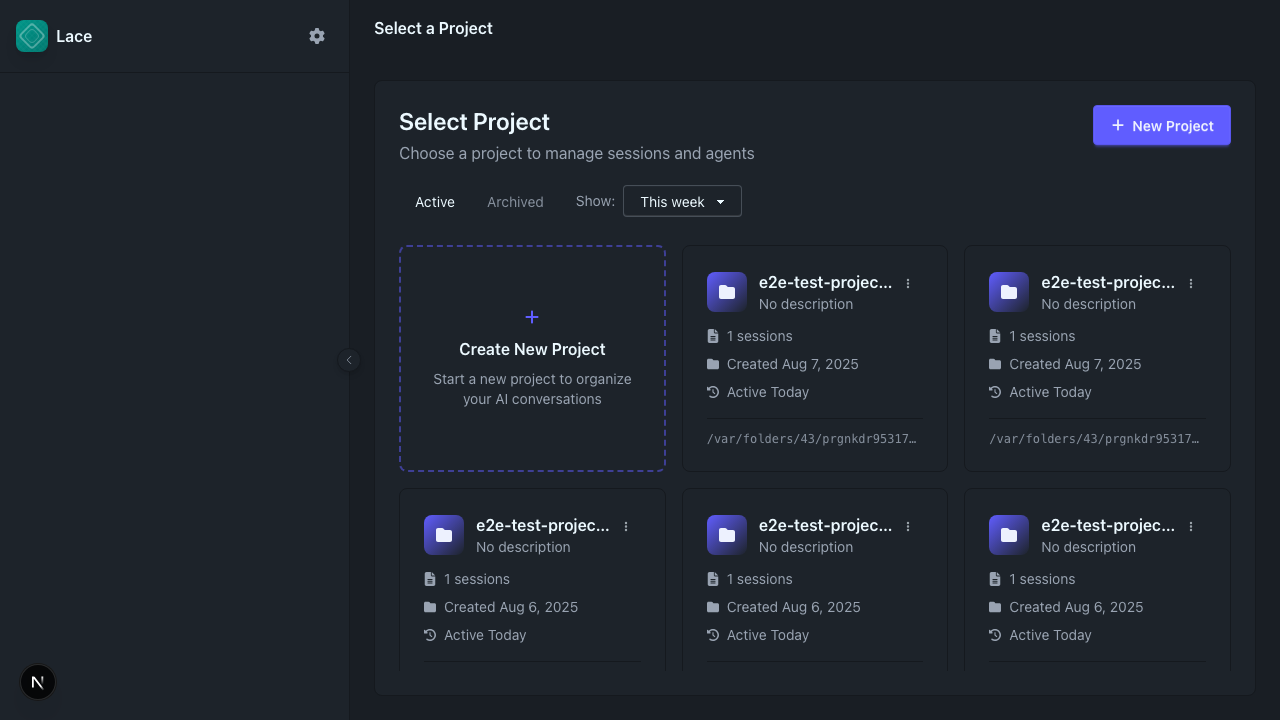 Lace
Select a Project
Select Project
Choose a project to manage sessions and agents
+ New Project
Active
Archived
Show:
This week
Create New Project
Start a new project to organize
your AI conversations
e2e-test-projec...
No description
1 sessions
Created Aug 7, 2025
Active Today
/var/folders/43/prgnkdr95317…
e2e-test-projec...
No description
1 sessions
Created Aug 7, 2025
Active Today
/var/folders/43/prgnkdr95317…
e2e-test-projec...
No description
1 sessions
Created Aug 6, 2025
Active Today
e2e-test-projec...
No description
1 sessions
Created Aug 6, 2025
Active Today
e2e-test-projec...
No description
1 sessions
Created Aug 6, 2025
Active Today
N